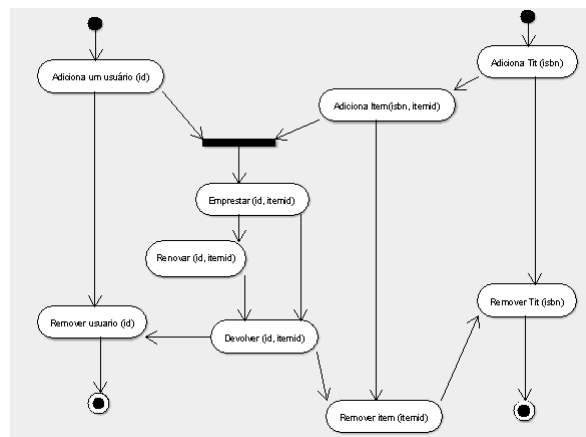 Adiciona um usuário (id)
Adiciona Tit (isbn)
Adiciona Item(isbn, itemid)
Emprestar (id, itemid)
Renovar (id, itemid)
Remover Tit (isbn)
Remover usuario (id)
Devolver (id, itemid)
Remover item (itemid)